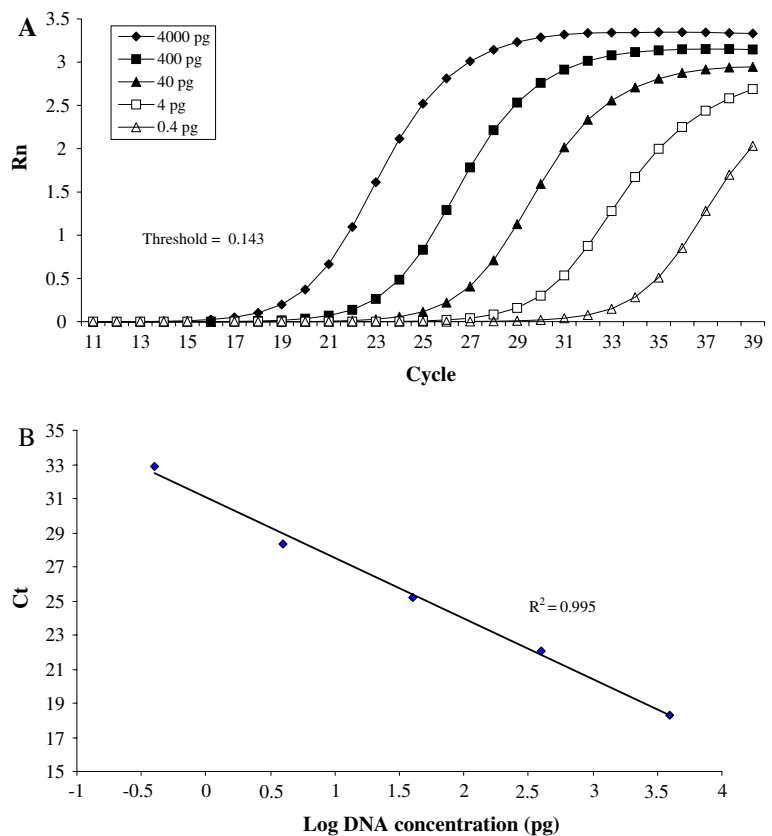 A
3.5
3
2.5
2
1.5
1
0.5
0
Rn
4000 pg
400 pg
40 pg
4 pg
0.4 pg
Threshold = 0.143
11 13 15 17 19 21 23 25 27 29 31 33 35 37 39
Cycle
B
35
33
31
29
27
25
23
21
19
17
15
Ct
R² = 0.995
-1 -0.5 0 0.5 1 1.5 2 2.5 3 3.5 4
Log DNA concentration (pg)